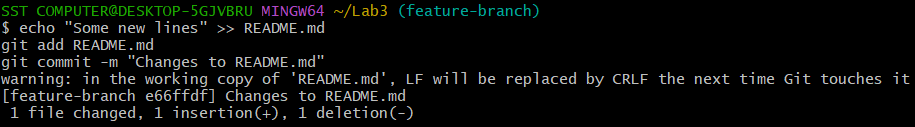 SST COMPUTER@DESKTOP-5GJVBRU MINGW64 ~/Lab3 (feature-branch)
$ echo "Some new lines" >> README.md
git add README.md
git commit -m "Changes to README.md"
warning: in the working copy of 'README.md', LF will be replaced by CRLF the next time Git touches it
[feature-branch e66ffdf] Changes to README.md
 1 file changed, 1 insertion(+), 1 deletion(-)